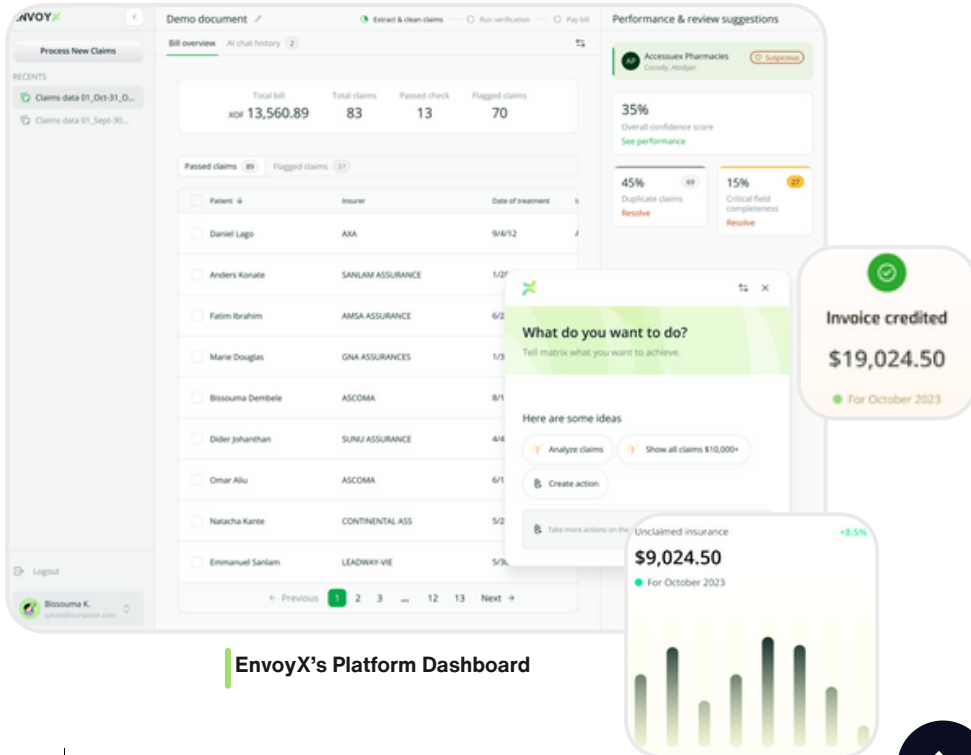 ENVOYX
Process New Claims
RECENTS
Claims data 01_Oct-31_O...
Claims data 01_Sept-30...
Logout
Bissouma K.
Demo document
Extract & clean claims
Run verification
Pay bill
Bill overview
AI chat history 2
Total bill
XOF 13,560.89
Total claims
83
Passed check
13
Flagged claims
70
Passed claims 89
Flagged claims 37
Patient
Insurer
Date of treatment
Daniel Lago AXA 9/4/12
Anders Konate SANLAM ASSURANCE
Fatim Ibrahim AMSA ASSURANCE
Marie Douglas GNA ASSURANCES
Bissouma Dembele ASCOMA
Dider Johanthan SUNU ASSURANCE
Omar Aliu ASCOMA
Natacha Kante CONTINENTAL ASS
Emmanuel Sanlam LEADWAY-VIE
← Previous 1 2 3 ... 12 13 Next →
Performance & review suggestions
AP
Accessuex Pharmacies
Cocody, Abidjan
Suspicious
35%
Overall confidence score
See performance
45% 69
Duplicate claims
Resolve
15% 27
Critical field
completeness
Resolve
What do you want to do?
Tell matrix what you want to achieve.
Here are some ideas
Analyze claims
Show all claims $10,000+
Create action
Take more actions on the
Invoice credited
$19,024.50
For October 2023
Unclaimed insurance
+8.5%
$9,024.50
For October 2023
EnvoyX's Platform Dashboard